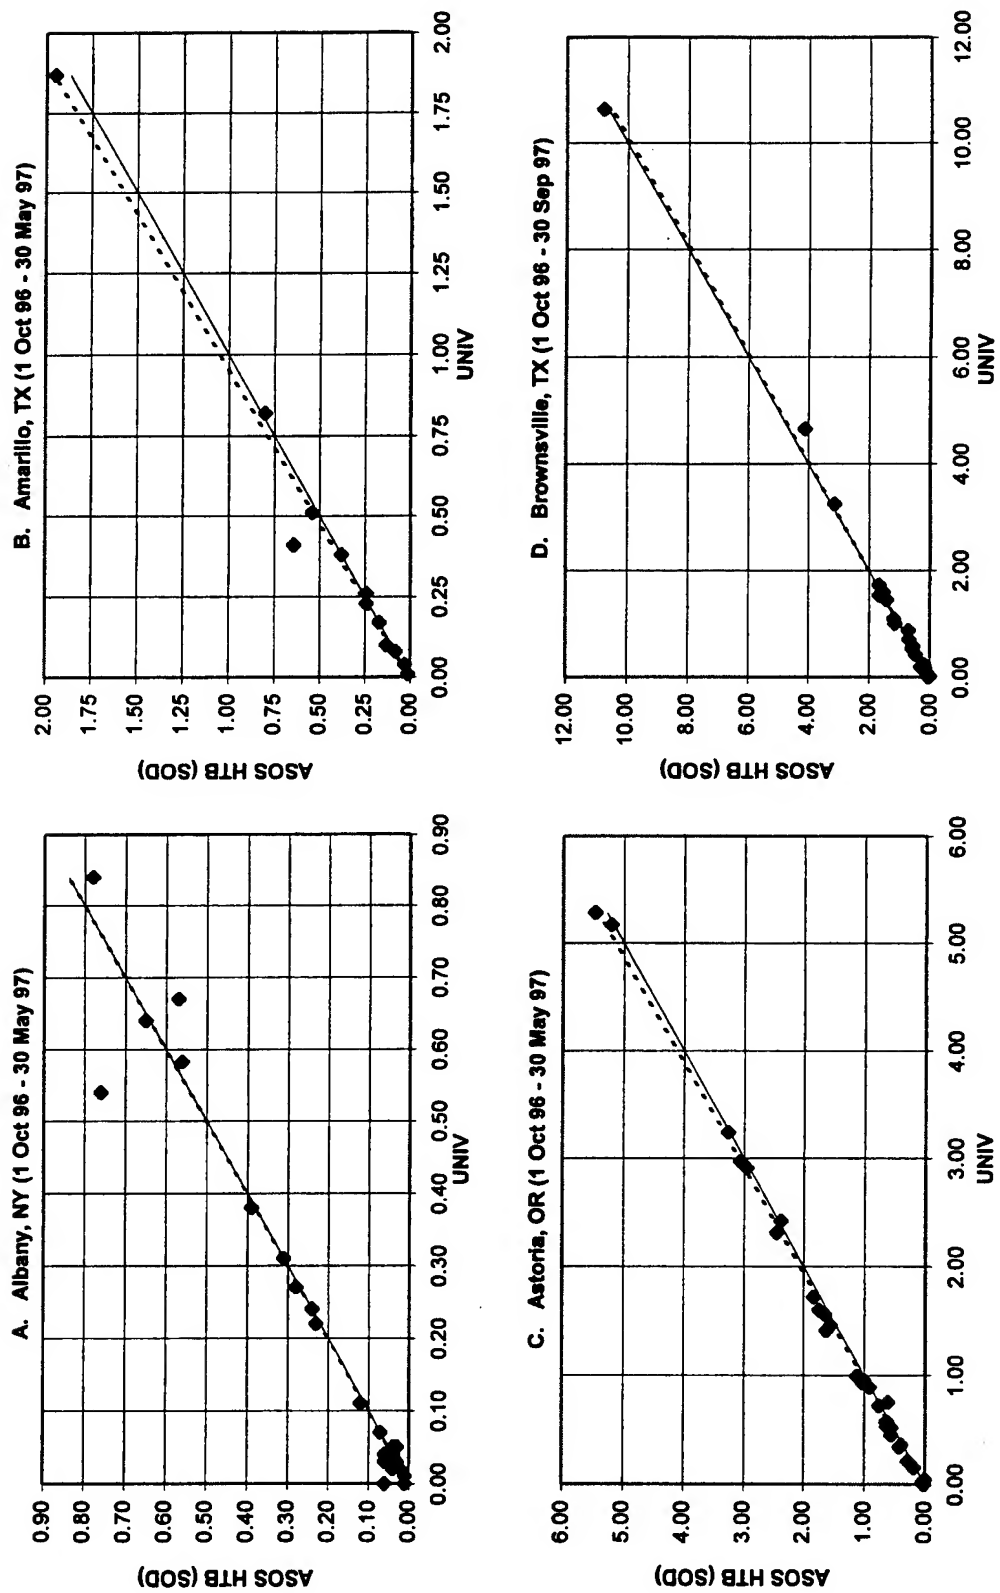 A. Albany, NY (1 Oct 96 - 30 May 97)
ASOS HTB (SOD)
0.90
0.80
0.70
0.60
0.50
0.40
0.30
0.20
0.10
0.00
0.00 0.10 0.20 0.30 0.40 0.50 0.60 0.70 0.80 0.90
UNIV
B. Amarillo, TX (1 Oct 96 - 30 May 97)
ASOS HTB (SOD)
2.00
1.75
1.50
1.25
1.00
0.75
0.50
0.25
0.00
0.00 0.25 0.50 0.75 1.00 1.25 1.50 1.75 2.00
UNIV
C. Astoria, OR (1 Oct 96 - 30 May 97)
ASOS HTB (SOD)
6.00
5.00
4.00
3.00
2.00
1.00
0.00
0.00 1.00 2.00 3.00 4.00 5.00 6.00
UNIV
D. Brownsville, TX (1 Oct 96 - 30 Sep 97)
ASOS HTB (SOD)
12.00
10.00
8.00
6.00
4.00
2.00
0.00
0.00 2.00 4.00 6.00 8.00 10.00 12.00
UNIV